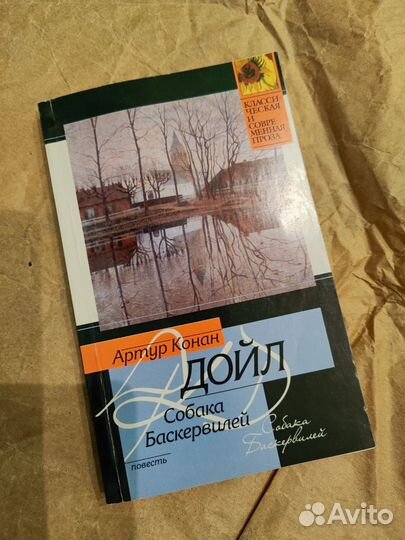 КЛАССИ
ЧЕСКАЯ
И
СОВРЕ
МЕННАЯ
ПРОЗА
Артур Конан
ДОЙЛ
Собака
Баскервилей
повесть
Собака
Баскервилей
Avito